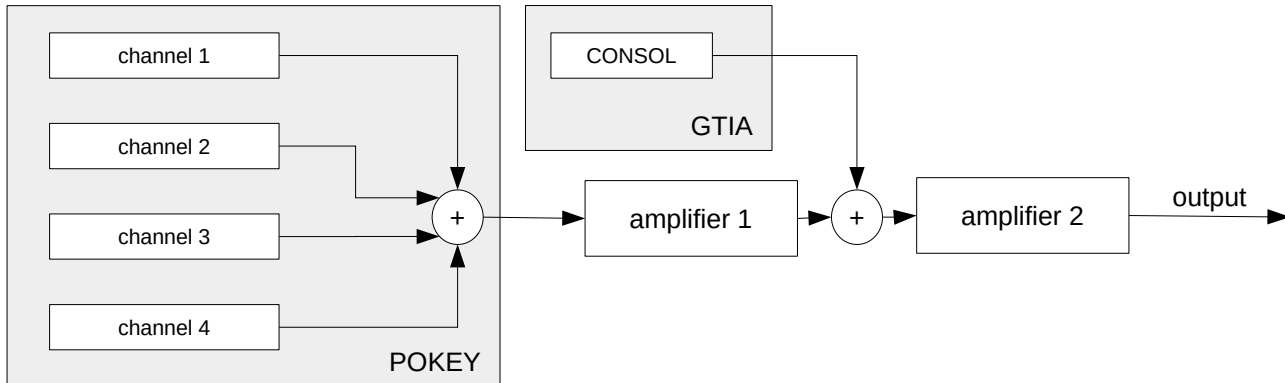 channel 1
channel 2
channel 3
channel 4
+
POKEY
CONSOL
GTIA
amplifier 1
+
amplifier 2
output